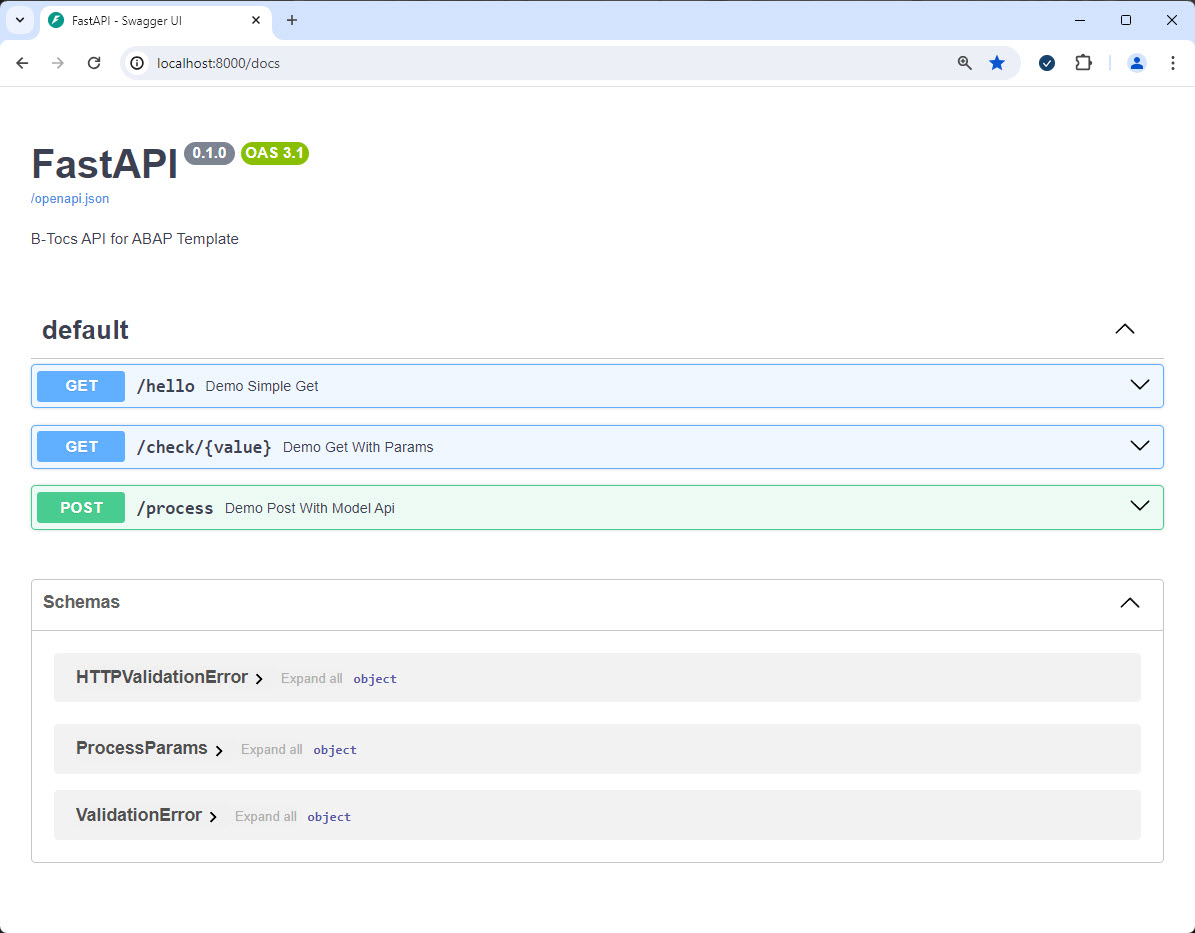 FastAPI - Swagger UI
localhost:8000/docs
FastAPI 0.1.0 OAS 3.1
/openapi.json
B-Tocs API for ABAP Template
default
GET /hello Demo Simple Get
GET /check/{value} Demo Get With Params
POST /process Demo Post With Model Api
Schemas
HTTPValidationError Expand all object
ProcessParams Expand all object
ValidationError Expand all object